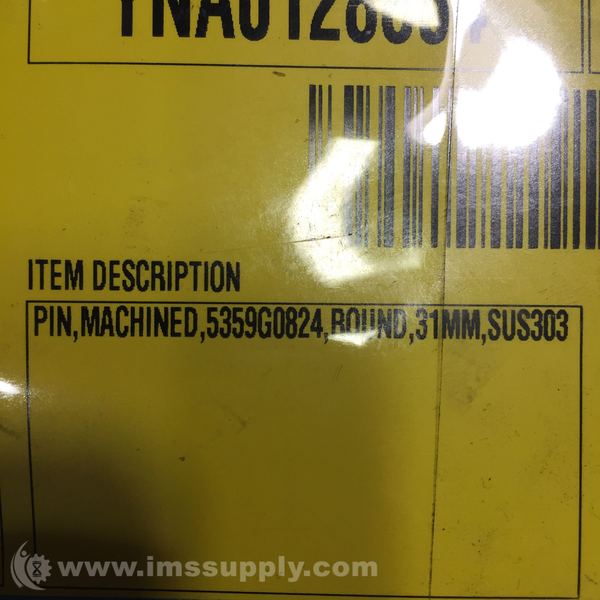 ITEM DESCRIPTION
PIN,MACHINED,5359G0824,ROUND,31MM,SUS303
www.imssupply.com